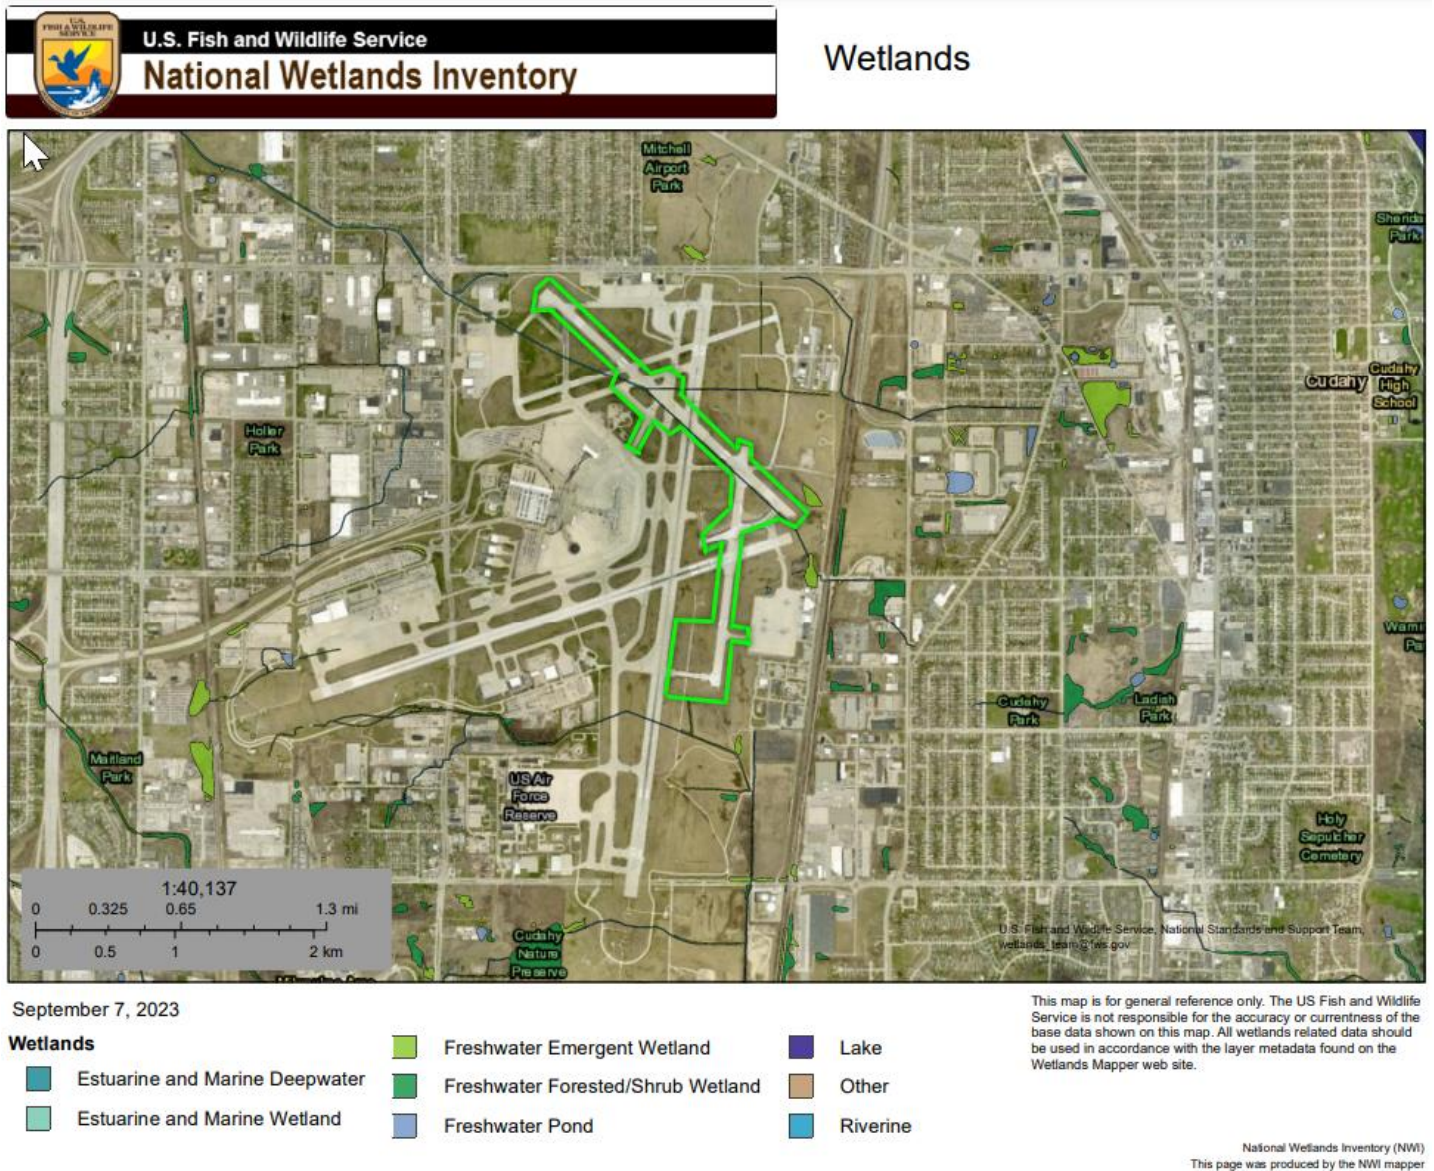 U.S.
FISH & WILDLIFE
SERVICE
U.S. Fish and Wildlife Service
National Wetlands Inventory
Wetlands
Mitchell
Airport
Park
Park
Cudahy
Cudahy
High
School
Holler
Park
Cudahy
Park
Ladish
Park
Maitland
Park
US Air
Force
Reserve
Holy
Sepulcher
Cemetery
Cudahy
Nature
Preserve
1:40,137
0 0.325 0.65 1.3 mi
0 0.5 1 2 km
U.S. Fish and Wildlife Service, National Standards and Support Team,
wetlands_team@fws.gov
September 7, 2023
This map is for general reference only. The US Fish and Wildlife
Service is not responsible for the accuracy or currentness of the
base data shown on this map. All wetlands related data should
be used in accordance with the layer metadata found on the
Wetlands Mapper web site.
Wetlands
Estuarine and Marine Deepwater
Estuarine and Marine Wetland
Freshwater Emergent Wetland
Freshwater Forested/Shrub Wetland
Freshwater Pond
Lake
Other
Riverine
National Wetlands Inventory (NWI)
This page was produced by the NWI mapper